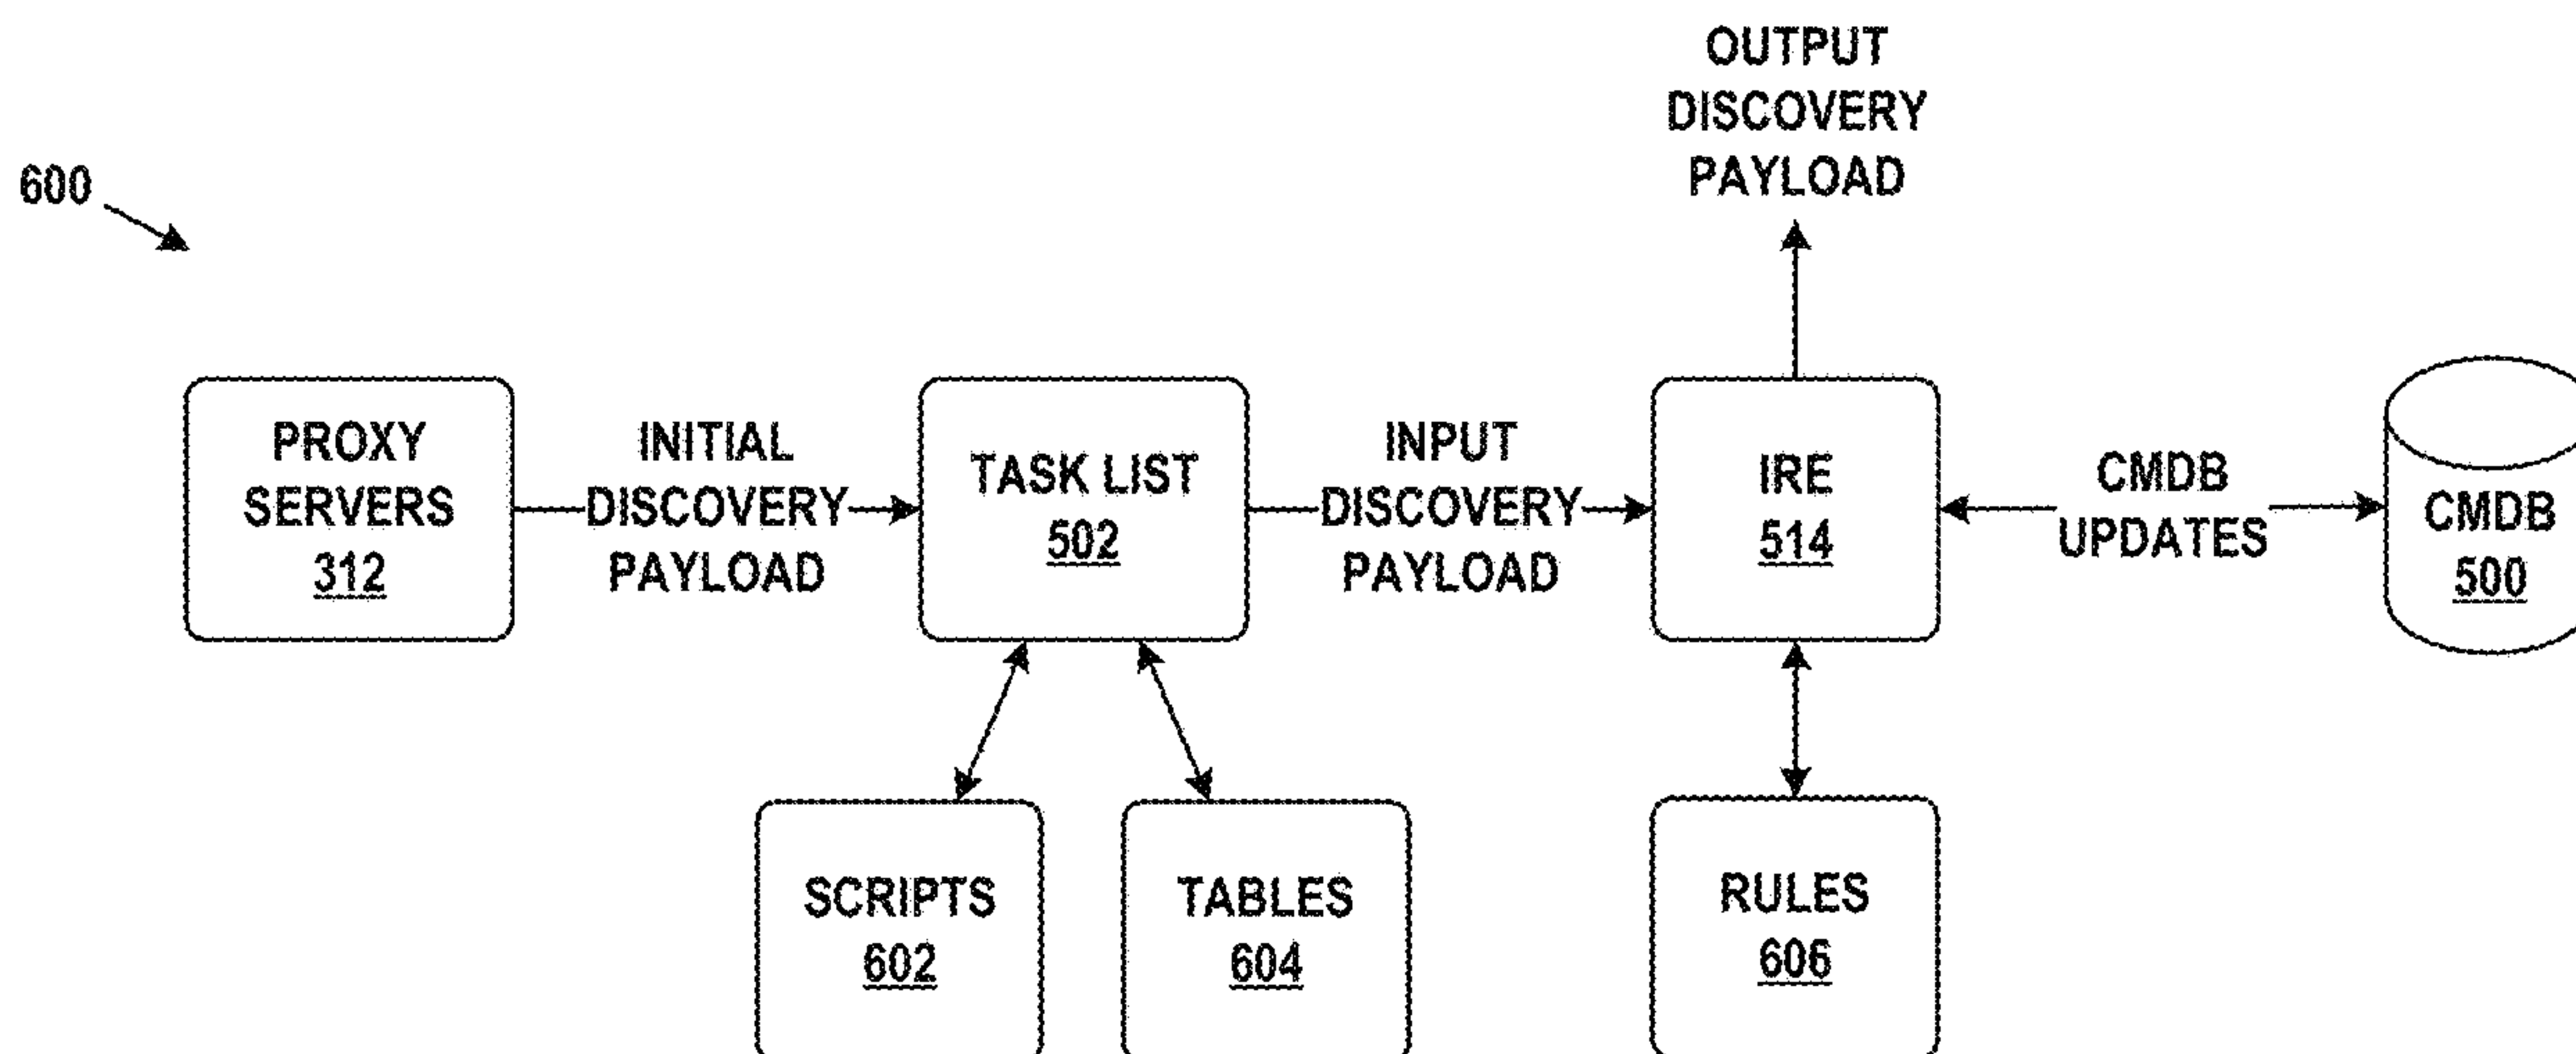 OUTPUT
DISCOVERY
PAYLOAD
600
PROXY
SERVERS
312
INITIAL
DISCOVERY
PAYLOAD
TASK LIST
502
INPUT
DISCOVERY
PAYLOAD
IRE
514
CMDB
UPDATES
CMDB
500
SCRIPTS
602
TABLES
604
RULES
606